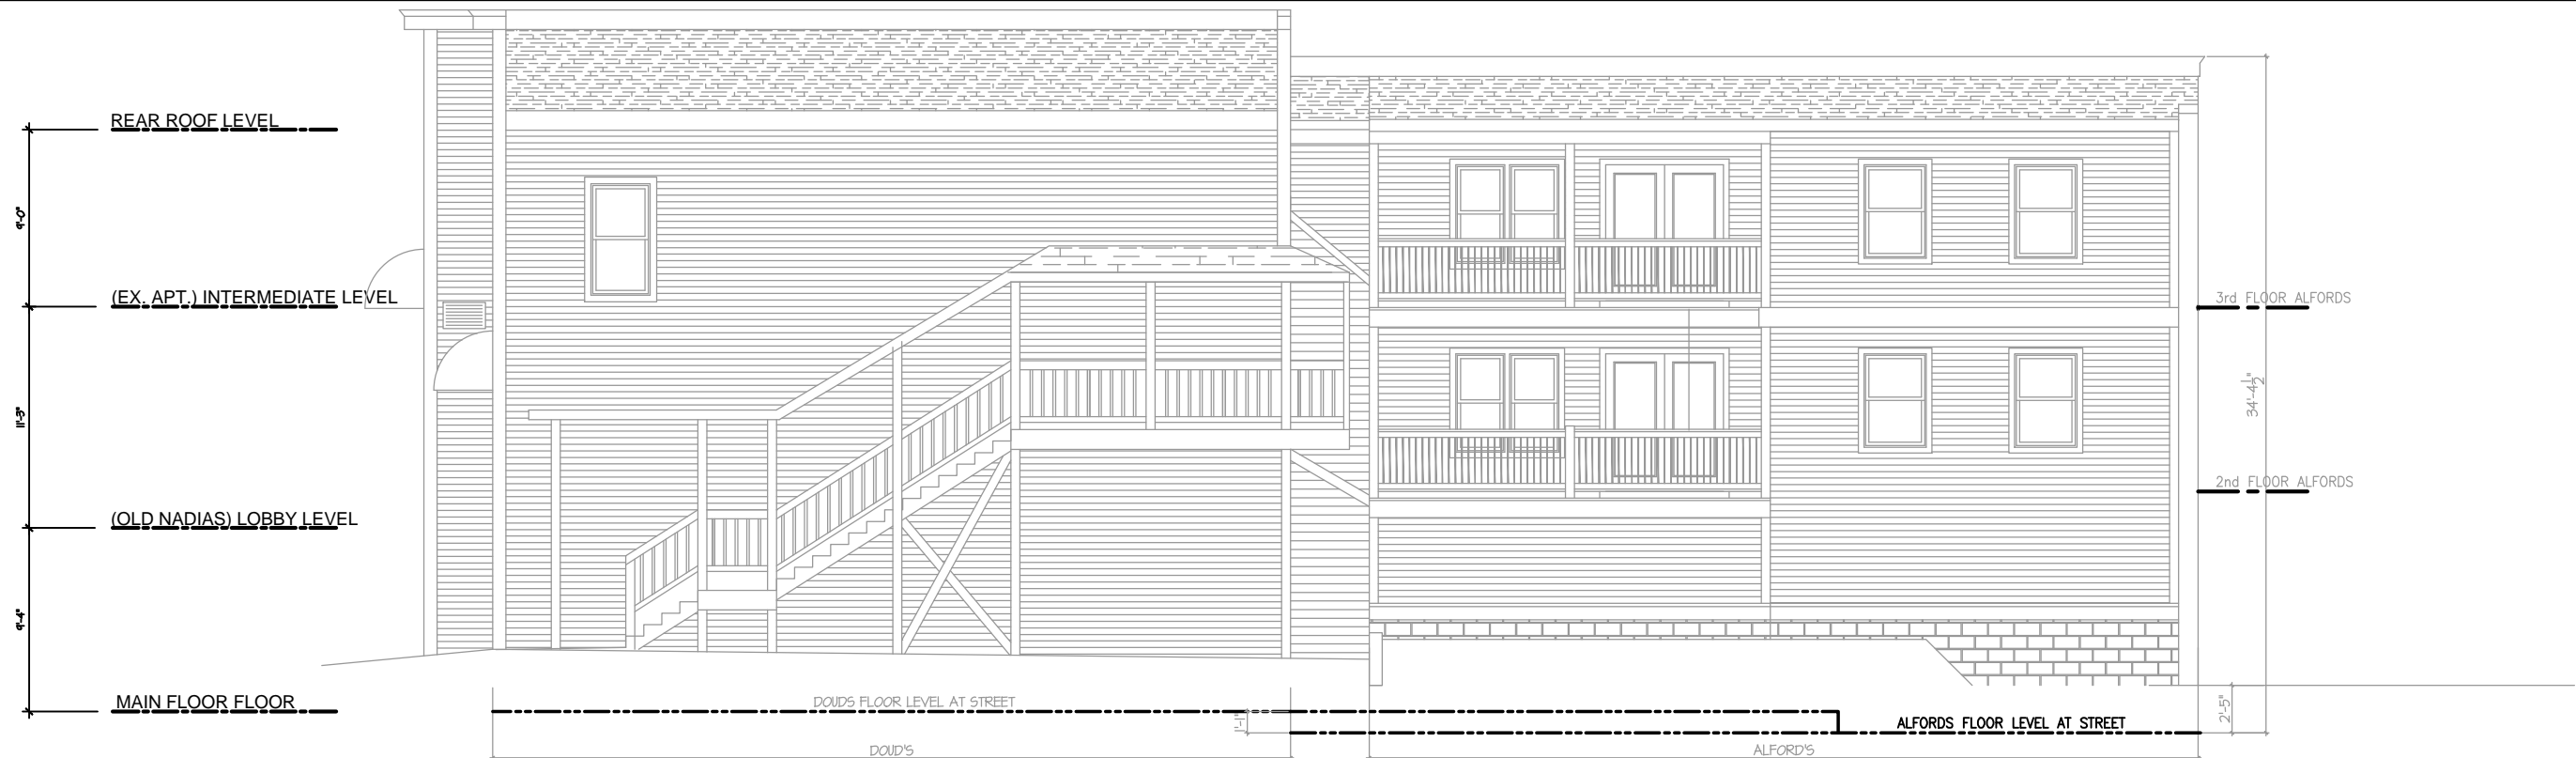 REAR ROOF LEVEL
9'-0"
(EX. APT.) INTERMEDIATE LEVEL
3rd FLOOR ALFORDS
11'-3"
34'-4½"
2nd FLOOR ALFORDS
(OLD NADIAS) LOBBY LEVEL
9'-4"
MAIN FLOOR FLOOR
DOUDS FLOOR LEVEL AT STREET
1'-1"
ALFORDS FLOOR LEVEL AT STREET
2'-5"
DOUD'S
ALFORD'S